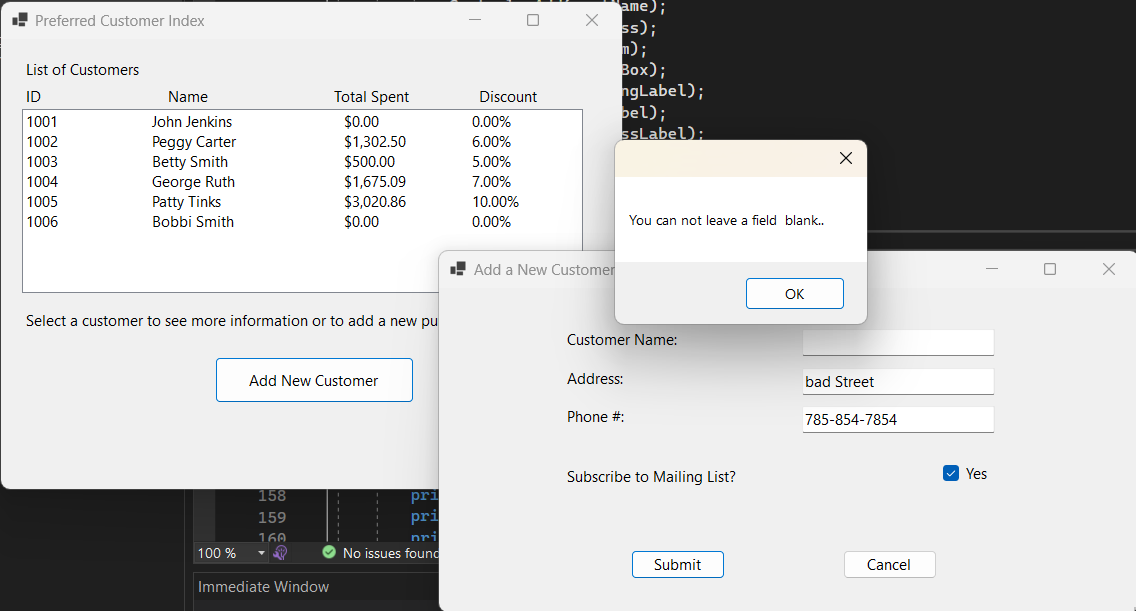 Preferred Customer Index
List of Customers
ID Name Total Spent Discount
1001 John Jenkins $0.00 0.00%
1002 Peggy Carter $1,302.50 6.00%
1003 Betty Smith $500.00 5.00%
1004 George Ruth $1,675.09 7.00%
1005 Patty Tinks $3,020.86 10.00%
1006 Bobbi Smith $0.00 0.00%
Select a customer to see more information or to add a new pu
Add New Customer
ame);
ss);
m);
Box);
ngLabel);
bel);
ssLabel);
You can not leave a field  blank..
OK
Add a New Customer
Customer Name:
Address: bad Street
Phone #: 785-854-7854
Subscribe to Mailing List? Yes
Submit Cancel
158 pri
159 pri
160 pri
100 % No issues found
Immediate Window